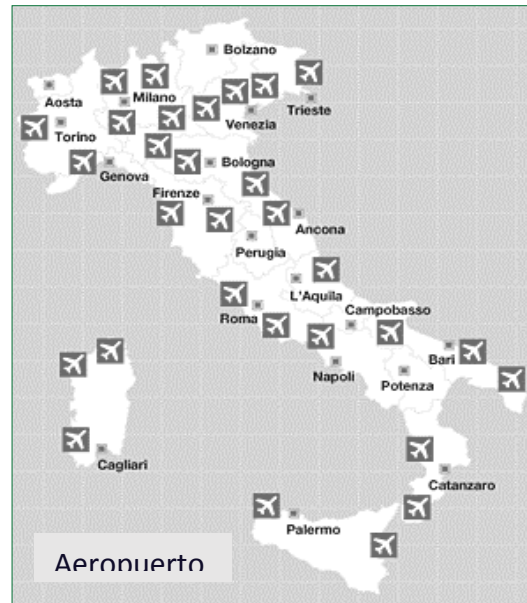 Bolzano
Aosta
Milano
Trieste
Venezia
Torino
Genova
Bologna
Firenze
Ancona
Perugia
L'Aquila
Roma
Campobasso
Napoli
Bari
Potenza
Cagliari
Catanzaro
Palermo
Aeropuerto